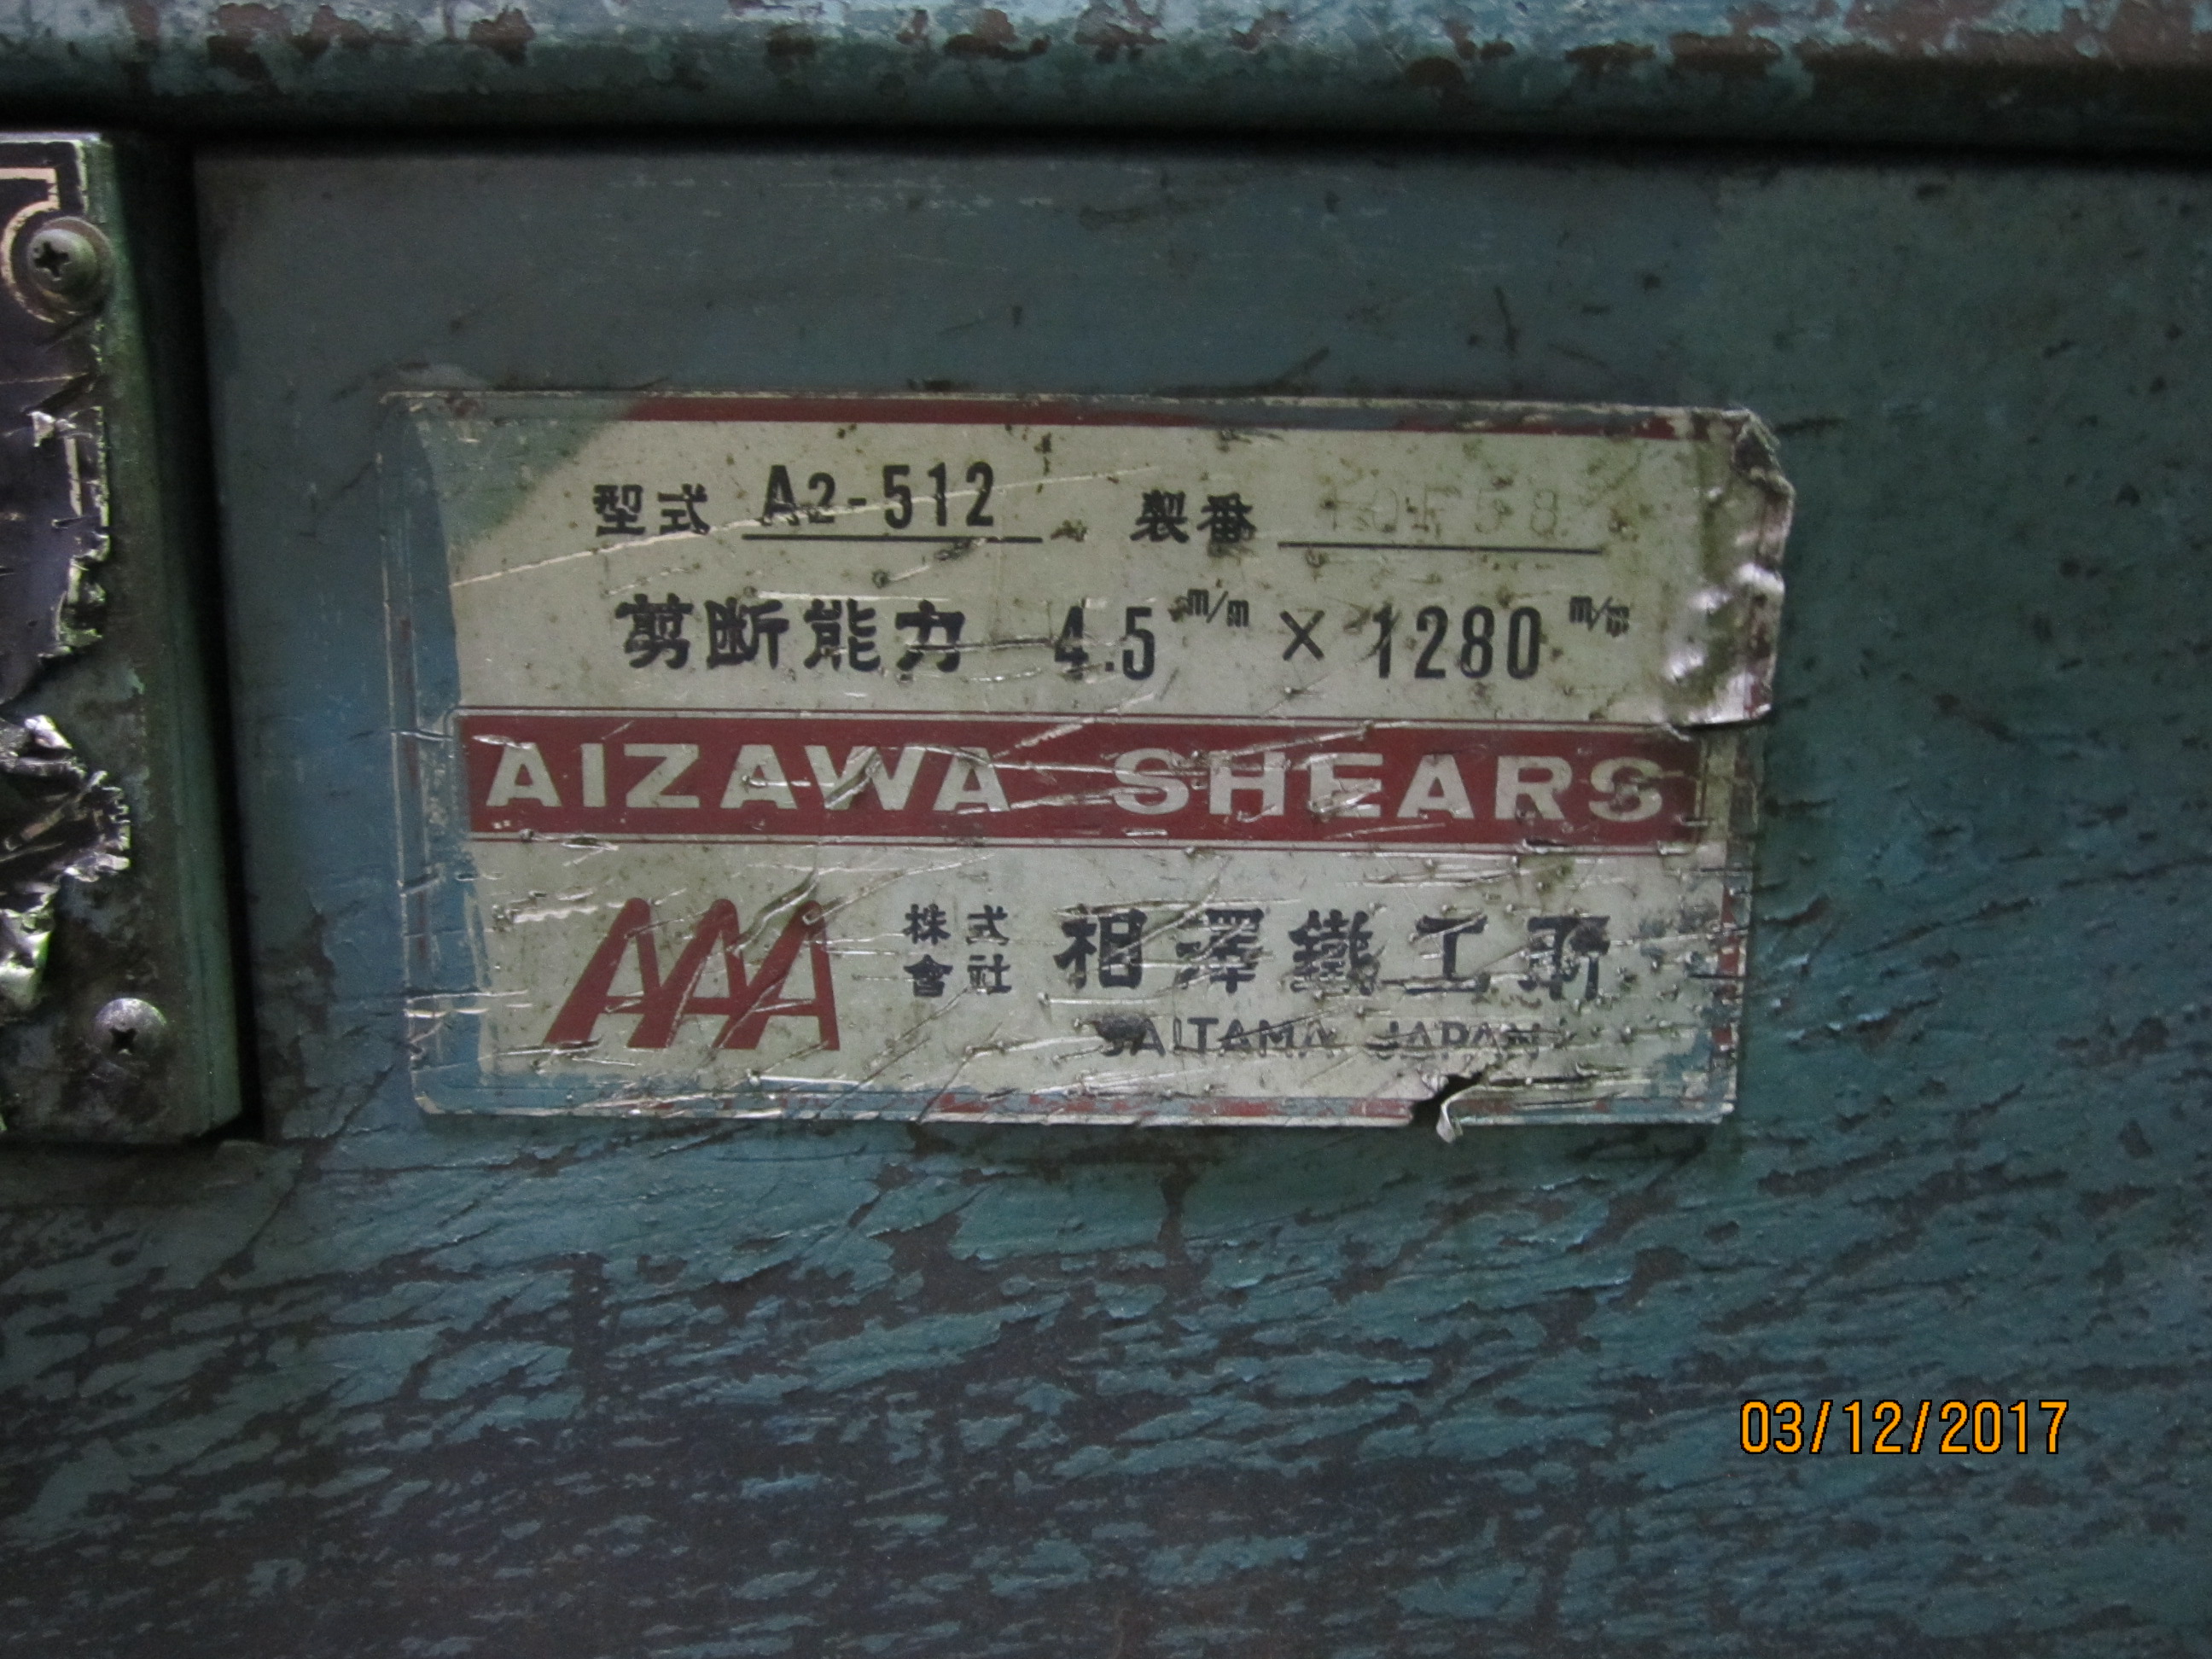 型式 A2-512 製番
剪断能力 4.5 m/m × 1280 m/m
AIZAWA SHEARS
AAA 株式會社 相澤鐵工所
SAITAMA JAPAN
03/12/2017